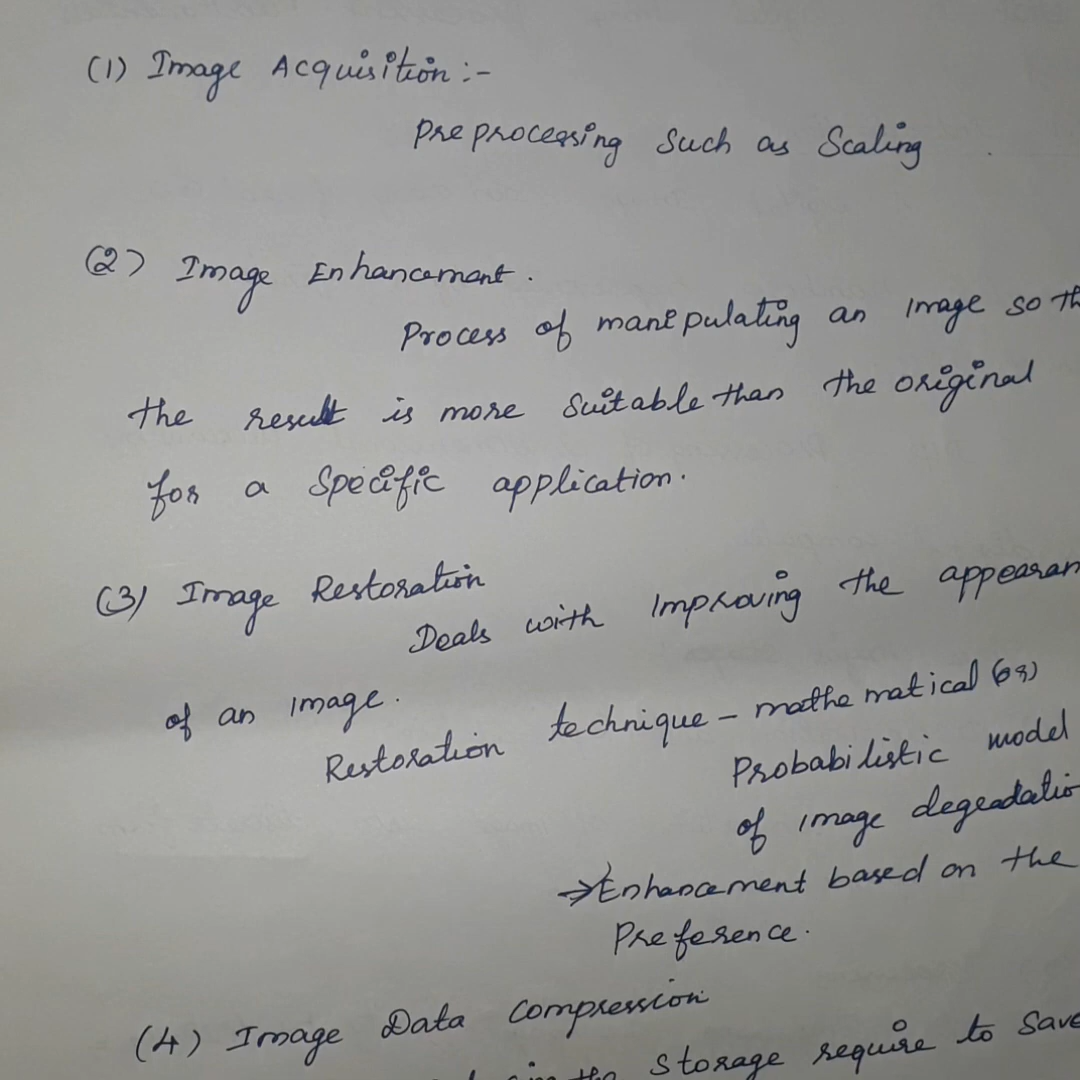 (1) Image Acquisition :-
Preprocessing Such as Scaling
(2) Image Enhancement.
Process of manipulating an Image so th
the result is more Suitable than the original
for a Specific application.
(3) Image Restoration
Deals with Improving the appearan
of an image.
Restoration technique - mathematical (or)
Probabilistic model
of image degradatio
→ Enhancement based on the
Preference.
(4) Image Data Compression
the Storage require to Save